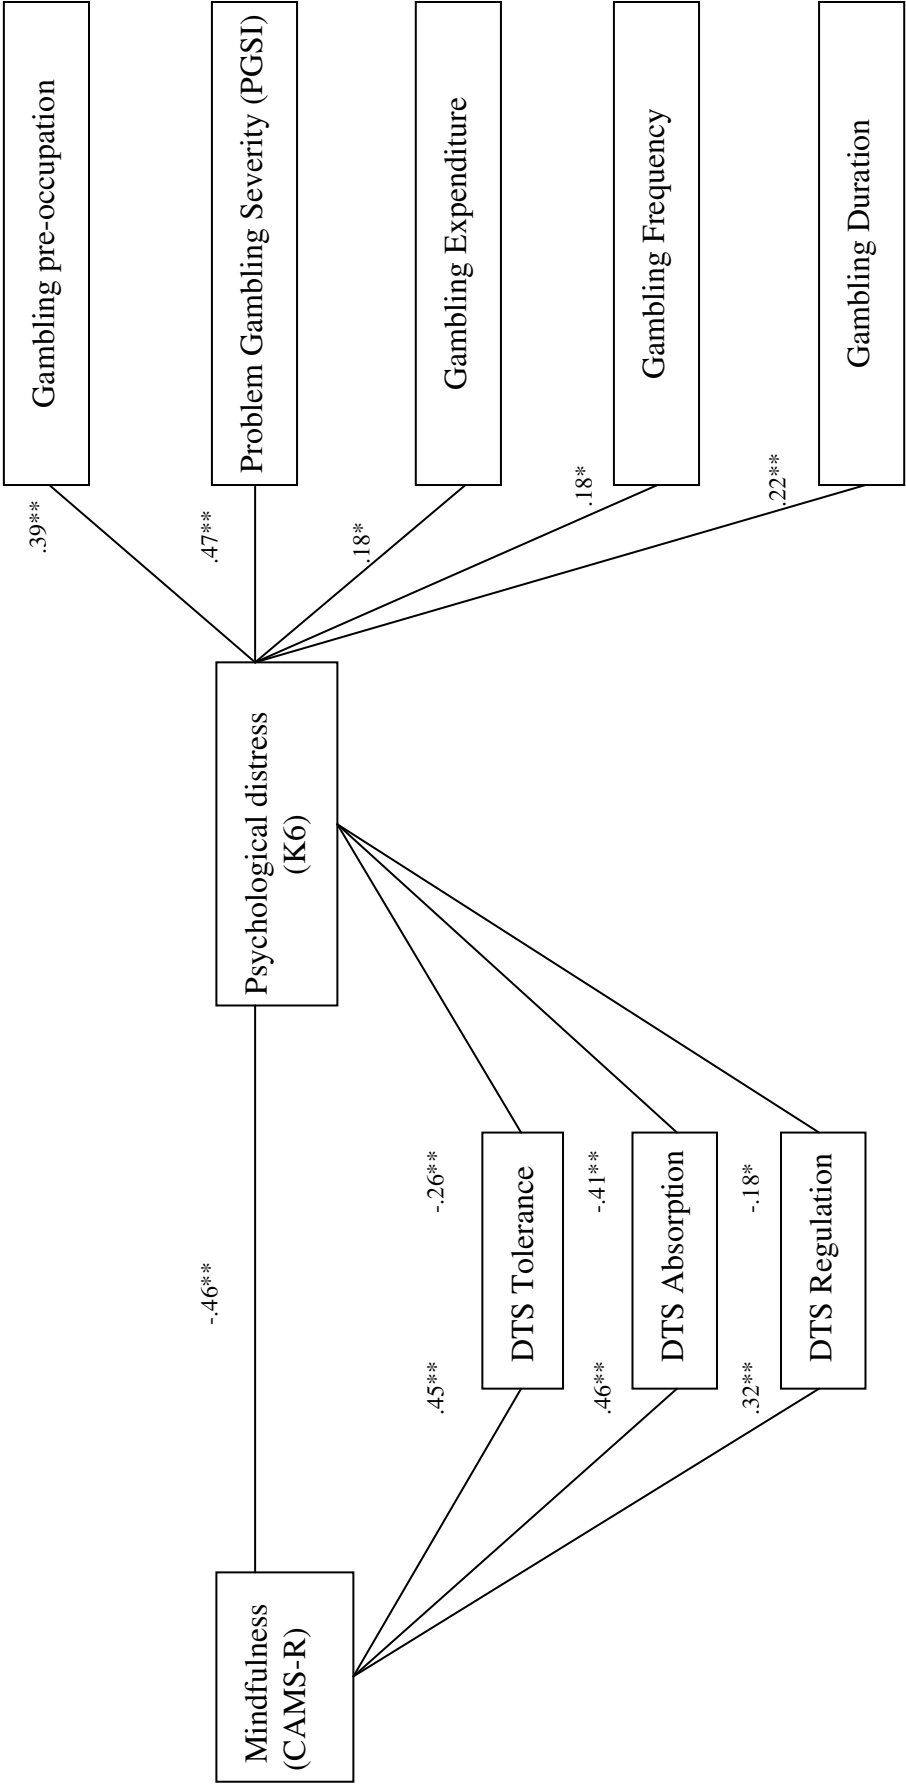 Mindfulness
(CAMS-R)
-.46**
.45**
.46**
.32**
DTS Tolerance
DTS Absorption
DTS Regulation
-.26**
-.41**
-.18*
Psychological distress
(K6)
.39**
.47**
.18*
.18*
.22**
Gambling pre-occupation
Problem Gambling Severity (PGSI)
Gambling Expenditure
Gambling Frequency
Gambling Duration